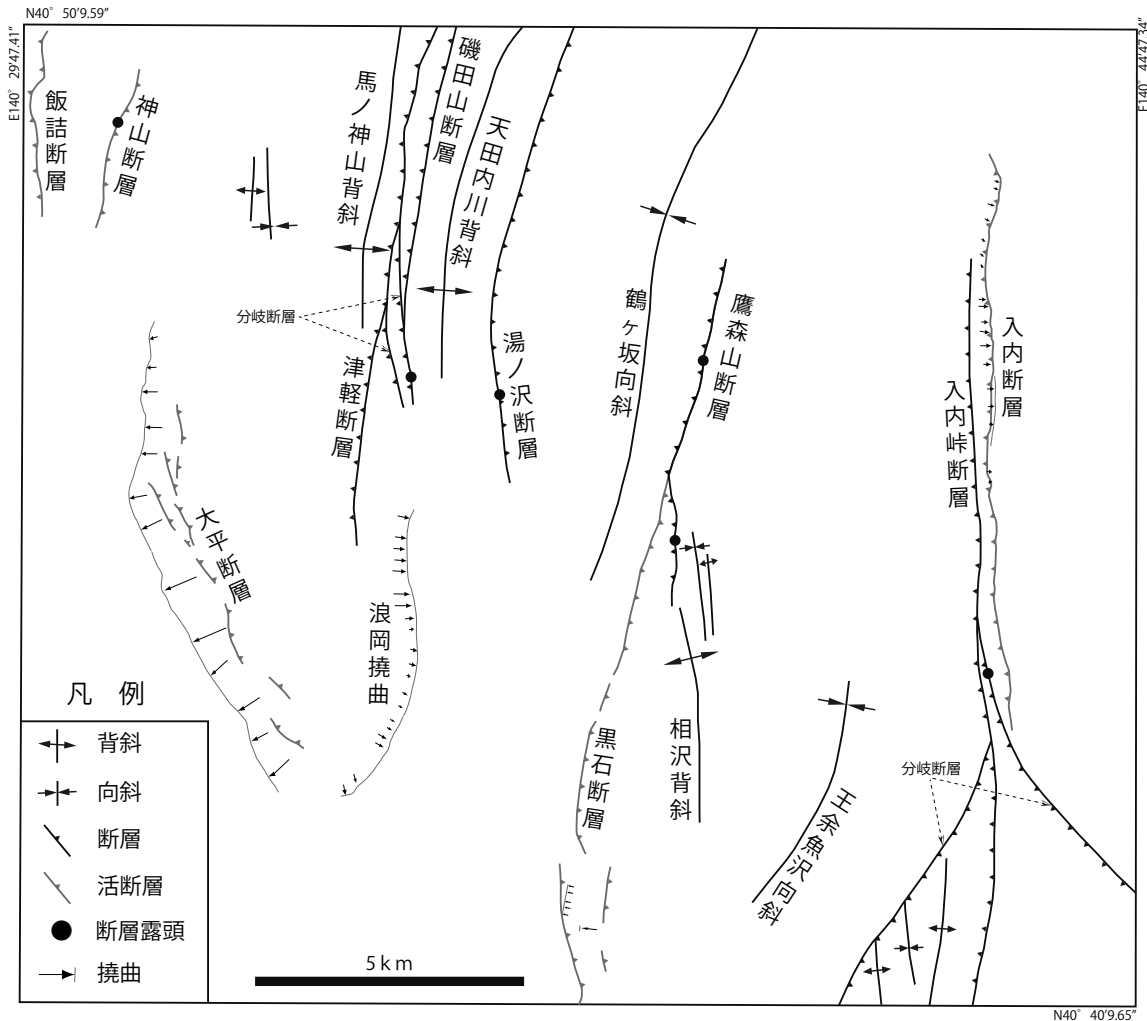 N40° 50′9.59″
E140° 29′47.41″
E140° 44′47.34″
飯詰断層
神山断層
馬ノ神山背斜
磯田山断層
天田内川背斜
分岐断層
津軽断層
湯ノ沢断層
鶴ヶ坂向斜
鷹森山断層
入内断層
入内峠断層
大平断層
浪岡撓曲
黒石断層
相沢背斜
王余魚沢向斜
分岐断層
凡 例
背斜
向斜
断層
活断層
断層露頭
撓曲
5km
N40° 40′9.65″